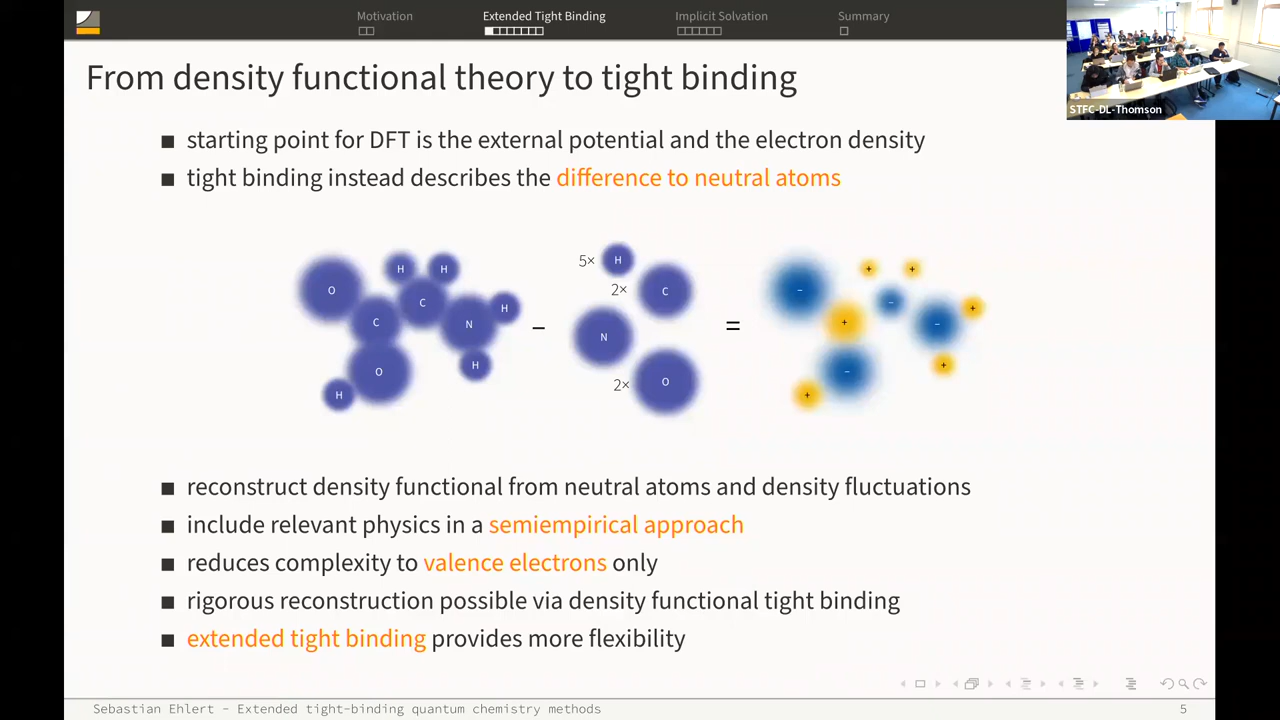 Motivation
Extended Tight Binding
Implicit Solvation
Summary
STFC-DL-Thomson
From density functional theory to tight binding
starting point for DFT is the external potential and the electron density
tight binding instead describes the difference to neutral atoms
O H H C C N H O H H
−
5× H
2× C
N
2× O
=
− + + − − + + − +
reconstruct density functional from neutral atoms and density fluctuations
include relevant physics in a semiempirical approach
reduces complexity to valence electrons only
rigorous reconstruction possible via density functional tight binding
extended tight binding provides more flexibility
Sebastian Ehlert – Extended tight-binding quantum chemistry methods
5